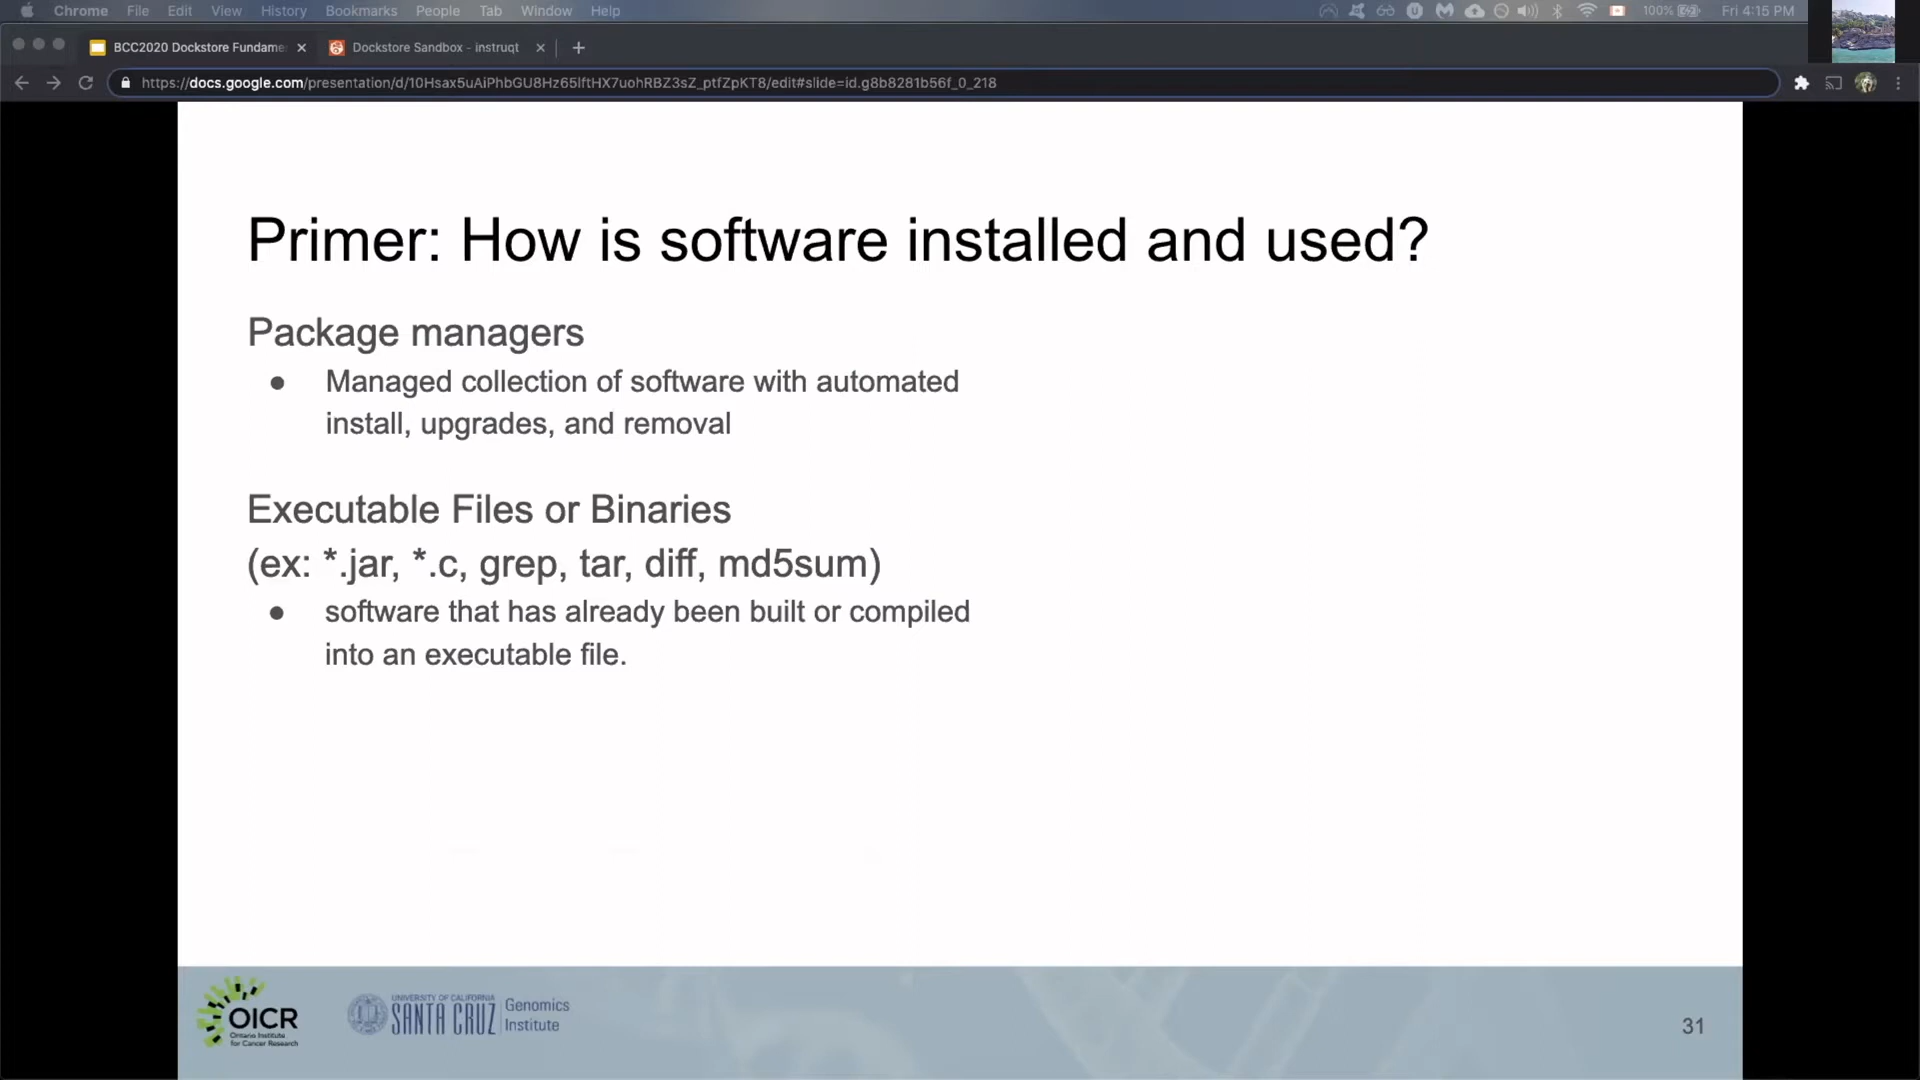 Chrome File Edit View History Bookmarks People Tab Window Help 100% Fri 4:15 PM
BCC2020 Dockstore Fundame Dockstore Sandbox - instruqt
https://docs.google.com/presentation/d/10Hsax5uAiPhbGU8Hz65lftHX7uohRBZ3sZ_ptfZpKT8/edit#slide=id.g8b8281b56f_0_218
Primer: How is software installed and used?
Package managers
● Managed collection of software with automated
install, upgrades, and removal
Executable Files or Binaries
(ex: *.jar, *.c, grep, tar, diff, md5sum)
● software that has already been built or compiled
into an executable file.
OICR
Ontario Institute
for Cancer Research
UNIVERSITY OF CALIFORNIA
SANTA CRUZ
Genomics
Institute
31